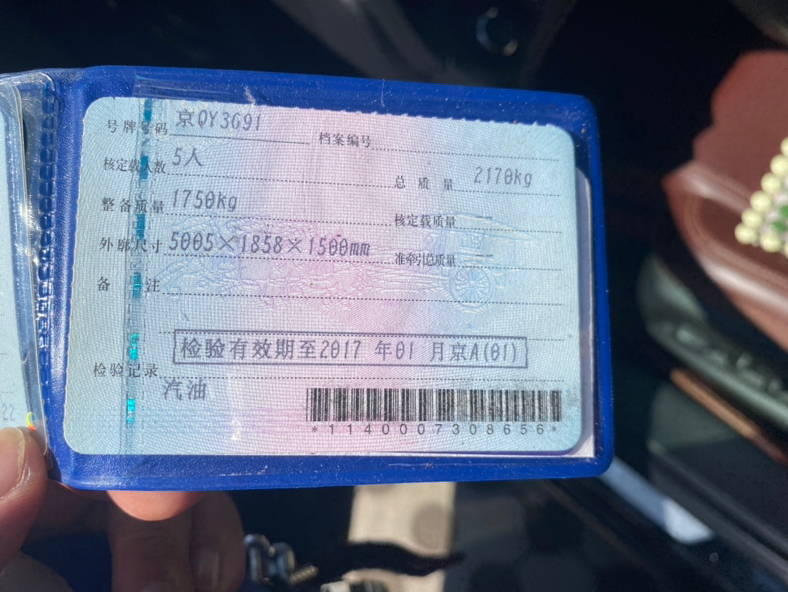 号牌号码 京QY3G91 档案编号
核定载人数 5人 总质量 2170kg
整备质量 1750kg 核定载质量 —
外廓尺寸 5005×1858×1500mm 准牵引总质量 —
备注
检验有效期至2017 年01 月京A(01)
检验记录
汽油
*1140007308656*
22